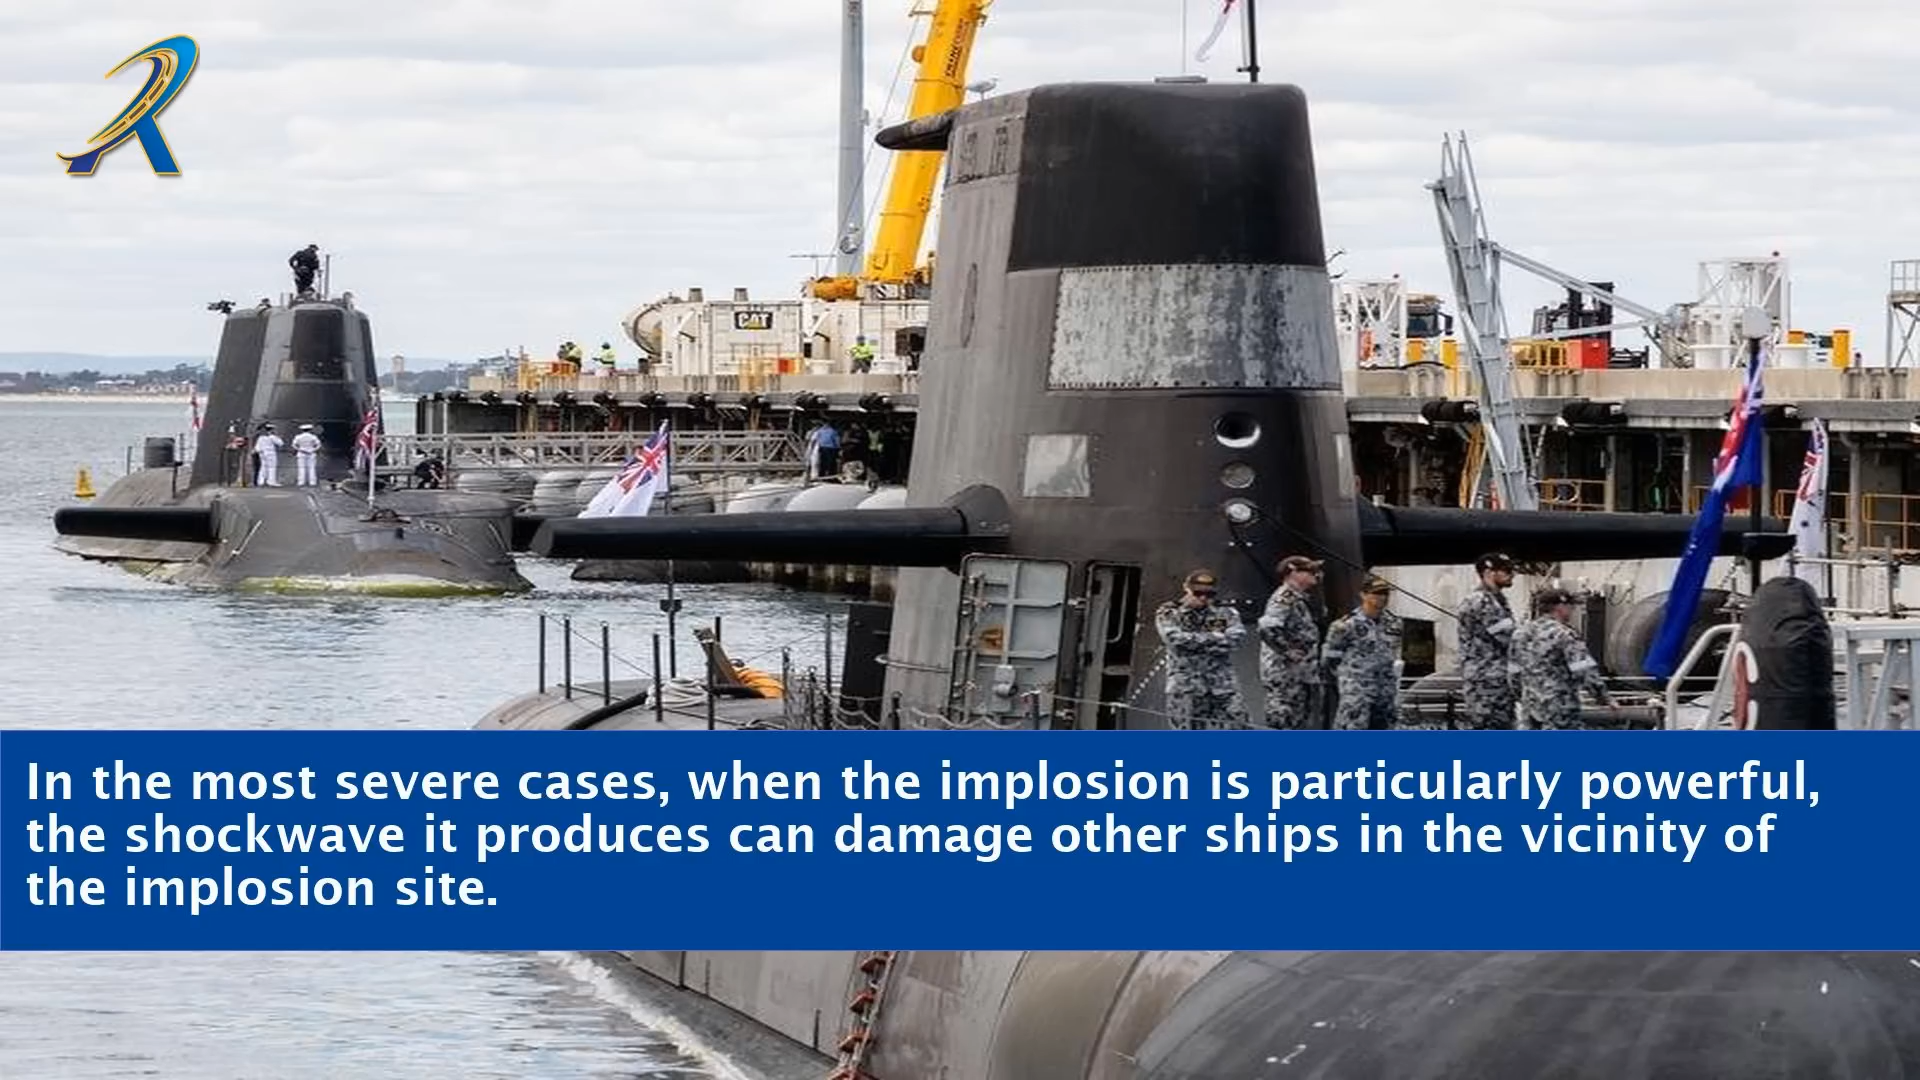 CAT
In the most severe cases, when the implosion is particularly powerful,
the shockwave it produces can damage other ships in the vicinity of
the implosion site.